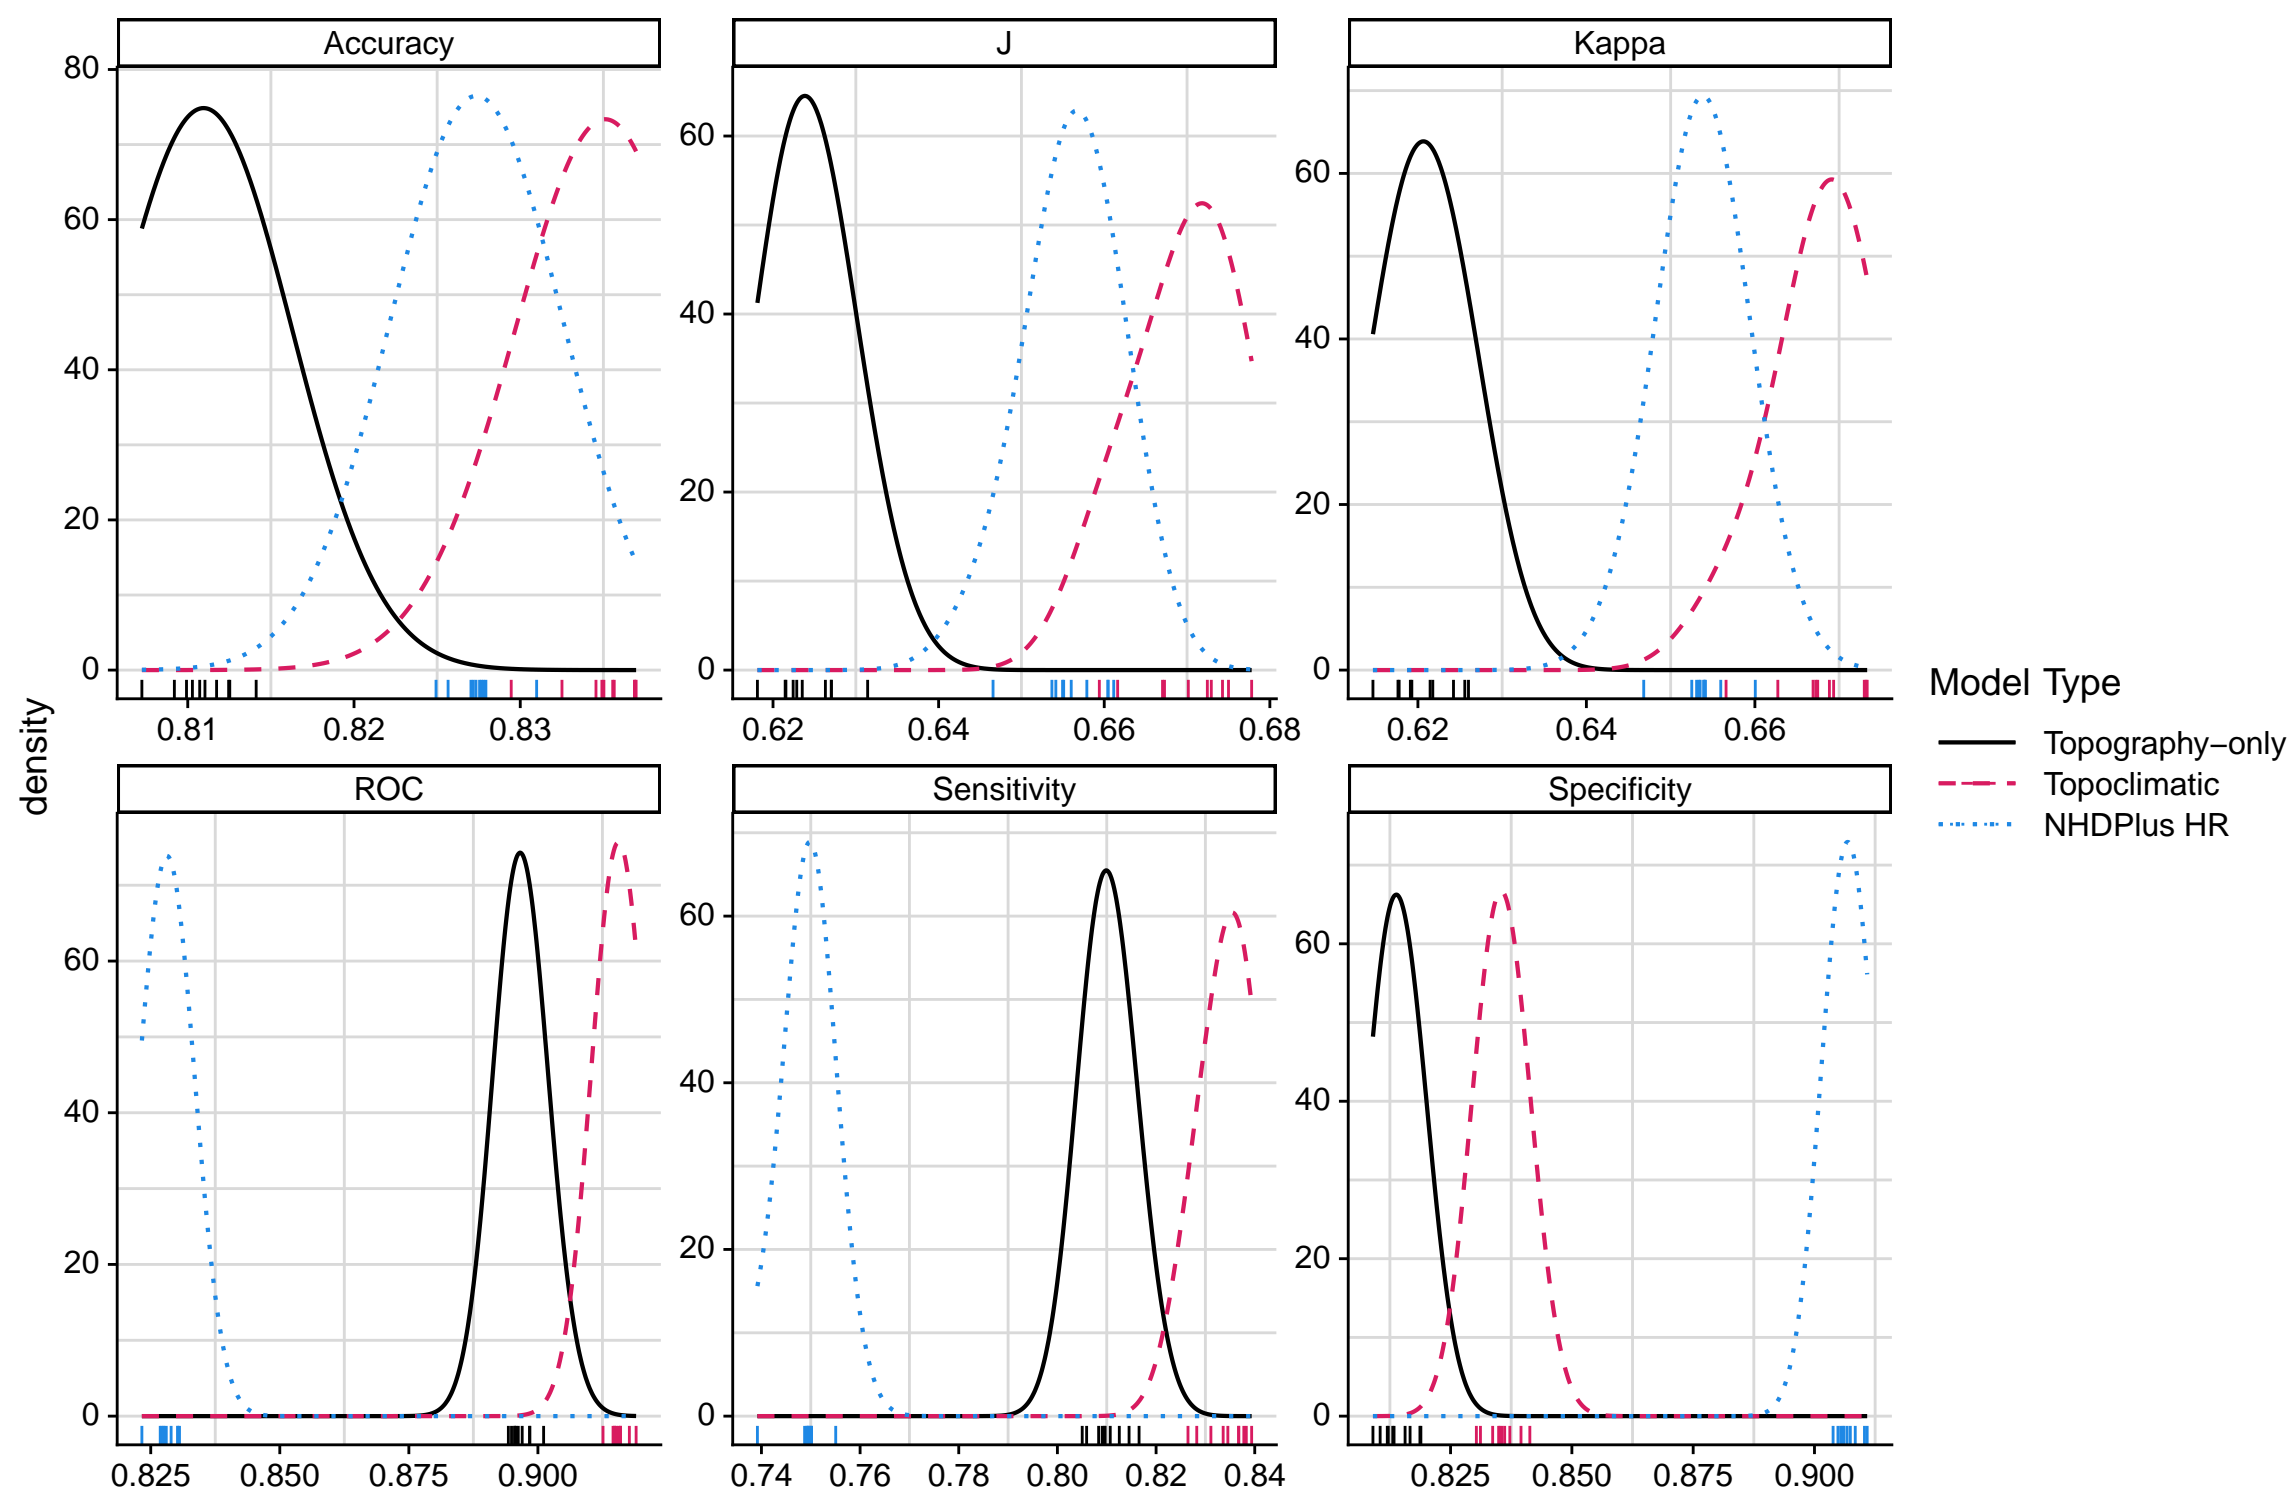 Accuracy
J
Kappa
80
60
40
20
0
60
40
20
0
60
40
20
0
0.81 0.82 0.83
0.62 0.64 0.66 0.68
0.62 0.64 0.66
ROC
Sensitivity
Specificity
60
40
20
0
60
40
20
0
60
40
20
0
0.825 0.850 0.875 0.900
0.74 0.76 0.78 0.80 0.82 0.84
0.825 0.850 0.875 0.900
density
Model Type
Topography−only
Topoclimatic
NHDPlus HR